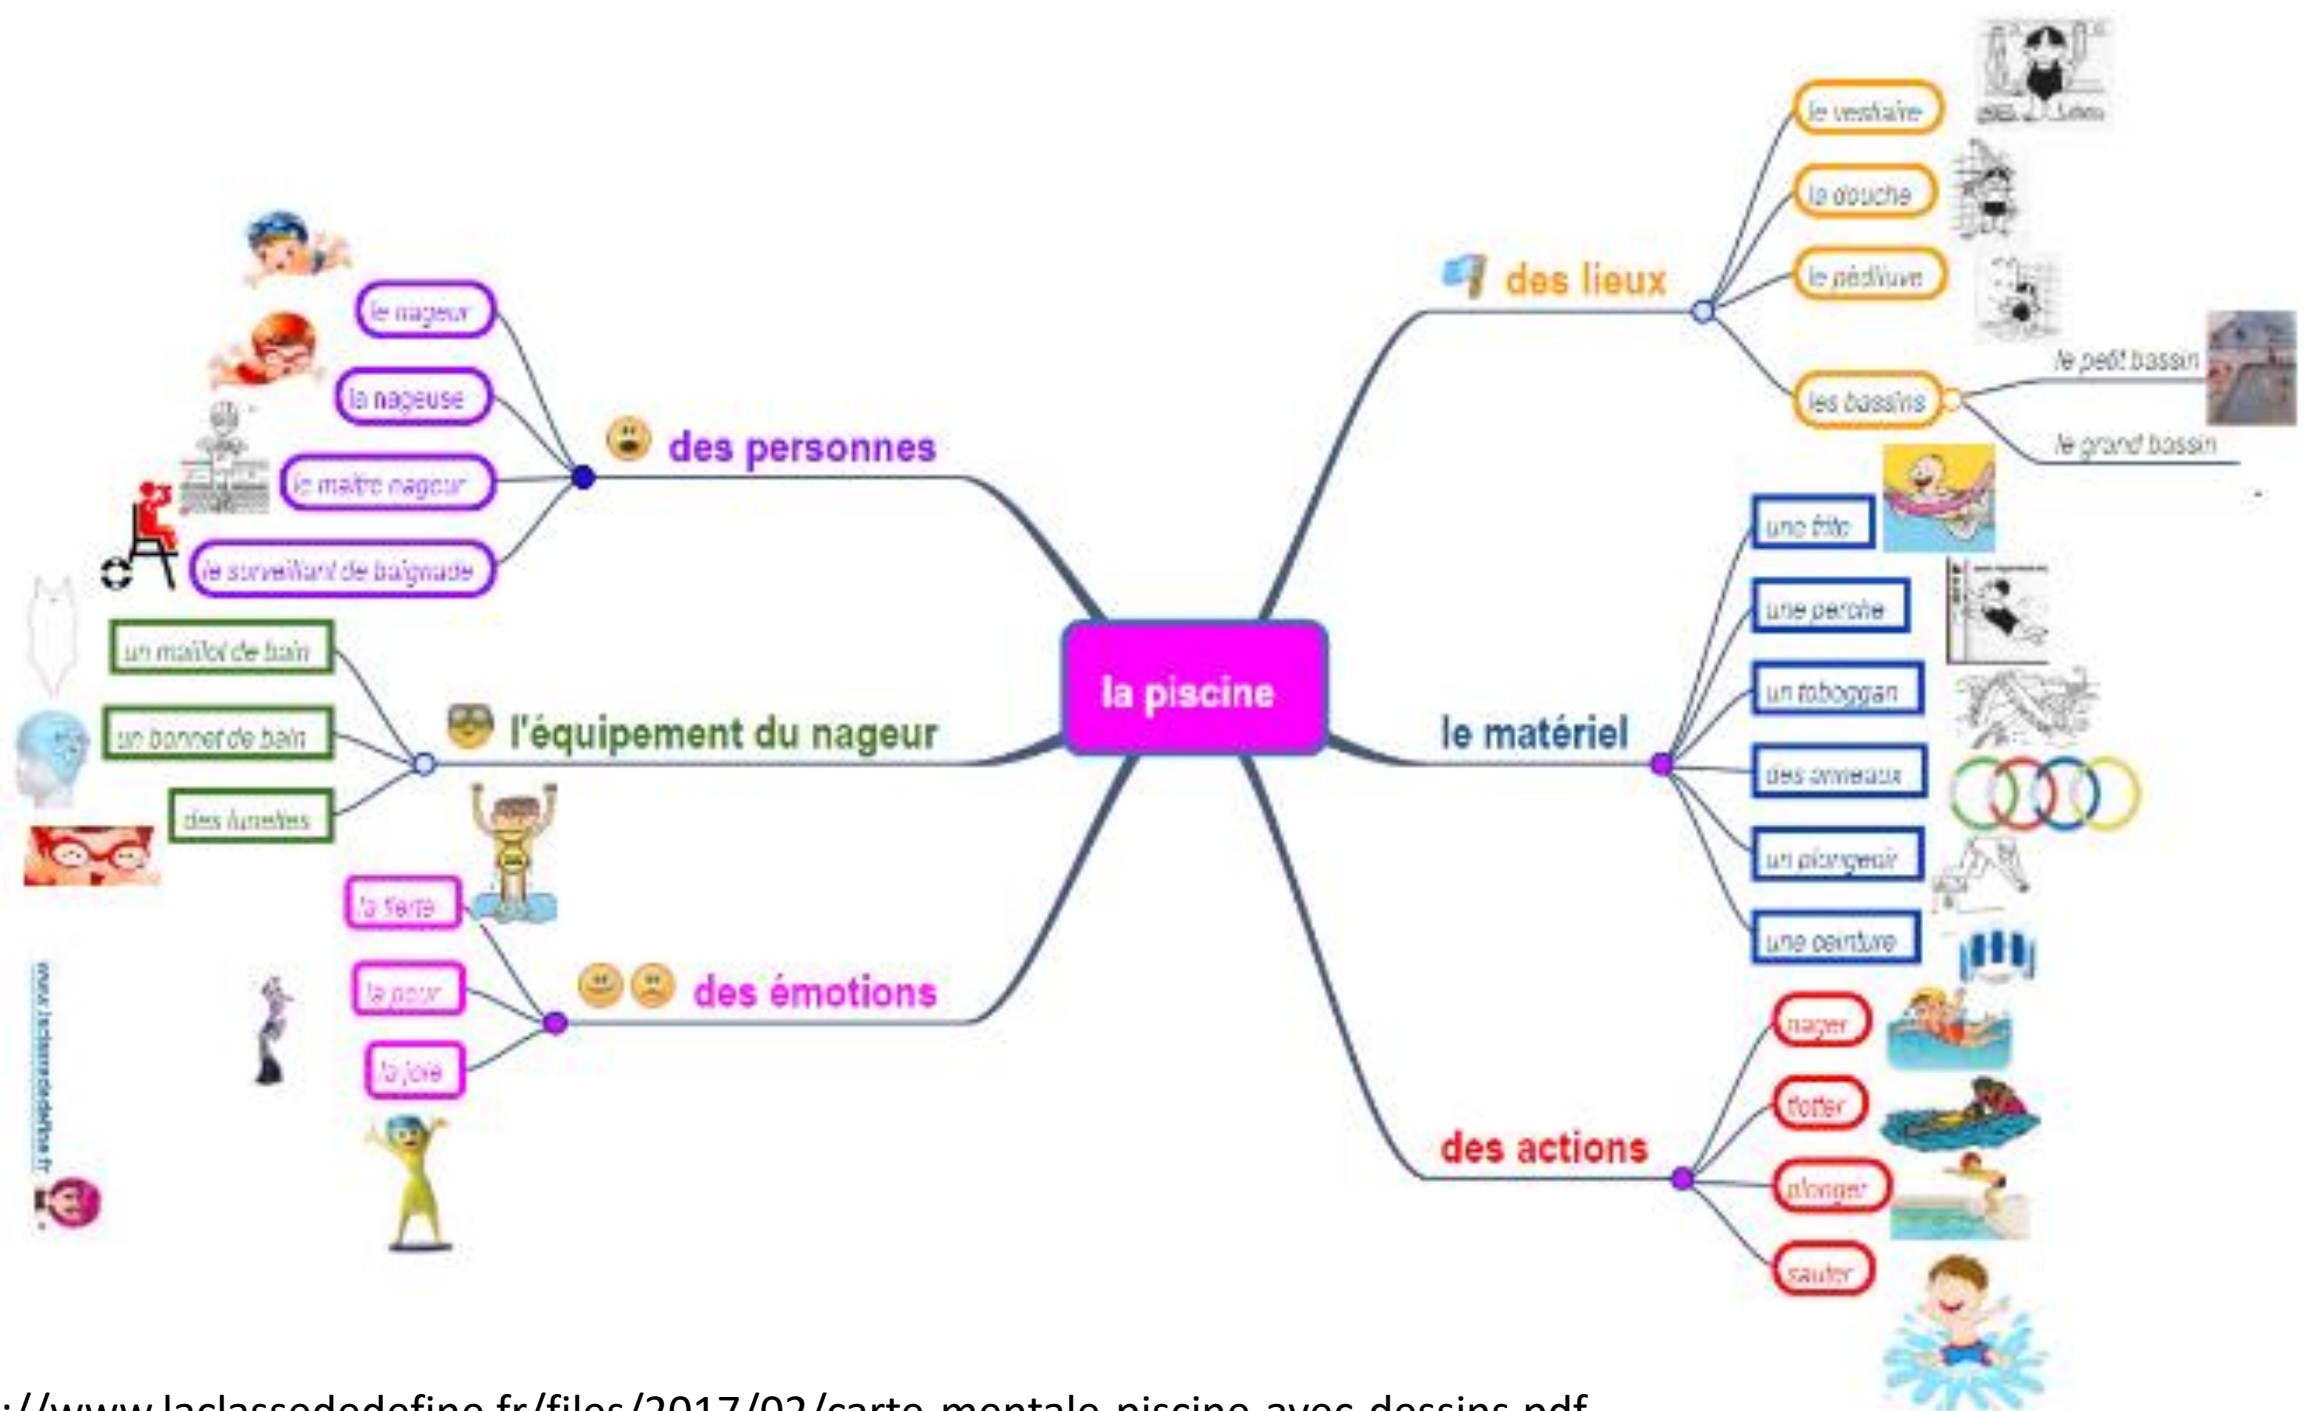 la piscine
des lieux
le vestiaire
la douche
le pédiluve
les bassins
le petit bassin
le grand bassin
le matériel
une frite
une perche
un toboggan
des anneaux
un plongeoir
une ceinture
des actions
nager
flotter
plonger
sauter
des personnes
le nageur
la nageuse
le maître nageur
le surveillant de baignade
l'équipement du nageur
un maillot de bain
un bonnet de bain
des lunettes
des émotions
la fierté
la peur
la joie
www.laclassededefine.fr
://www.laclassededefine.fr/files/2017/02/carte-mentale-piscine-avec-dessins.pdf